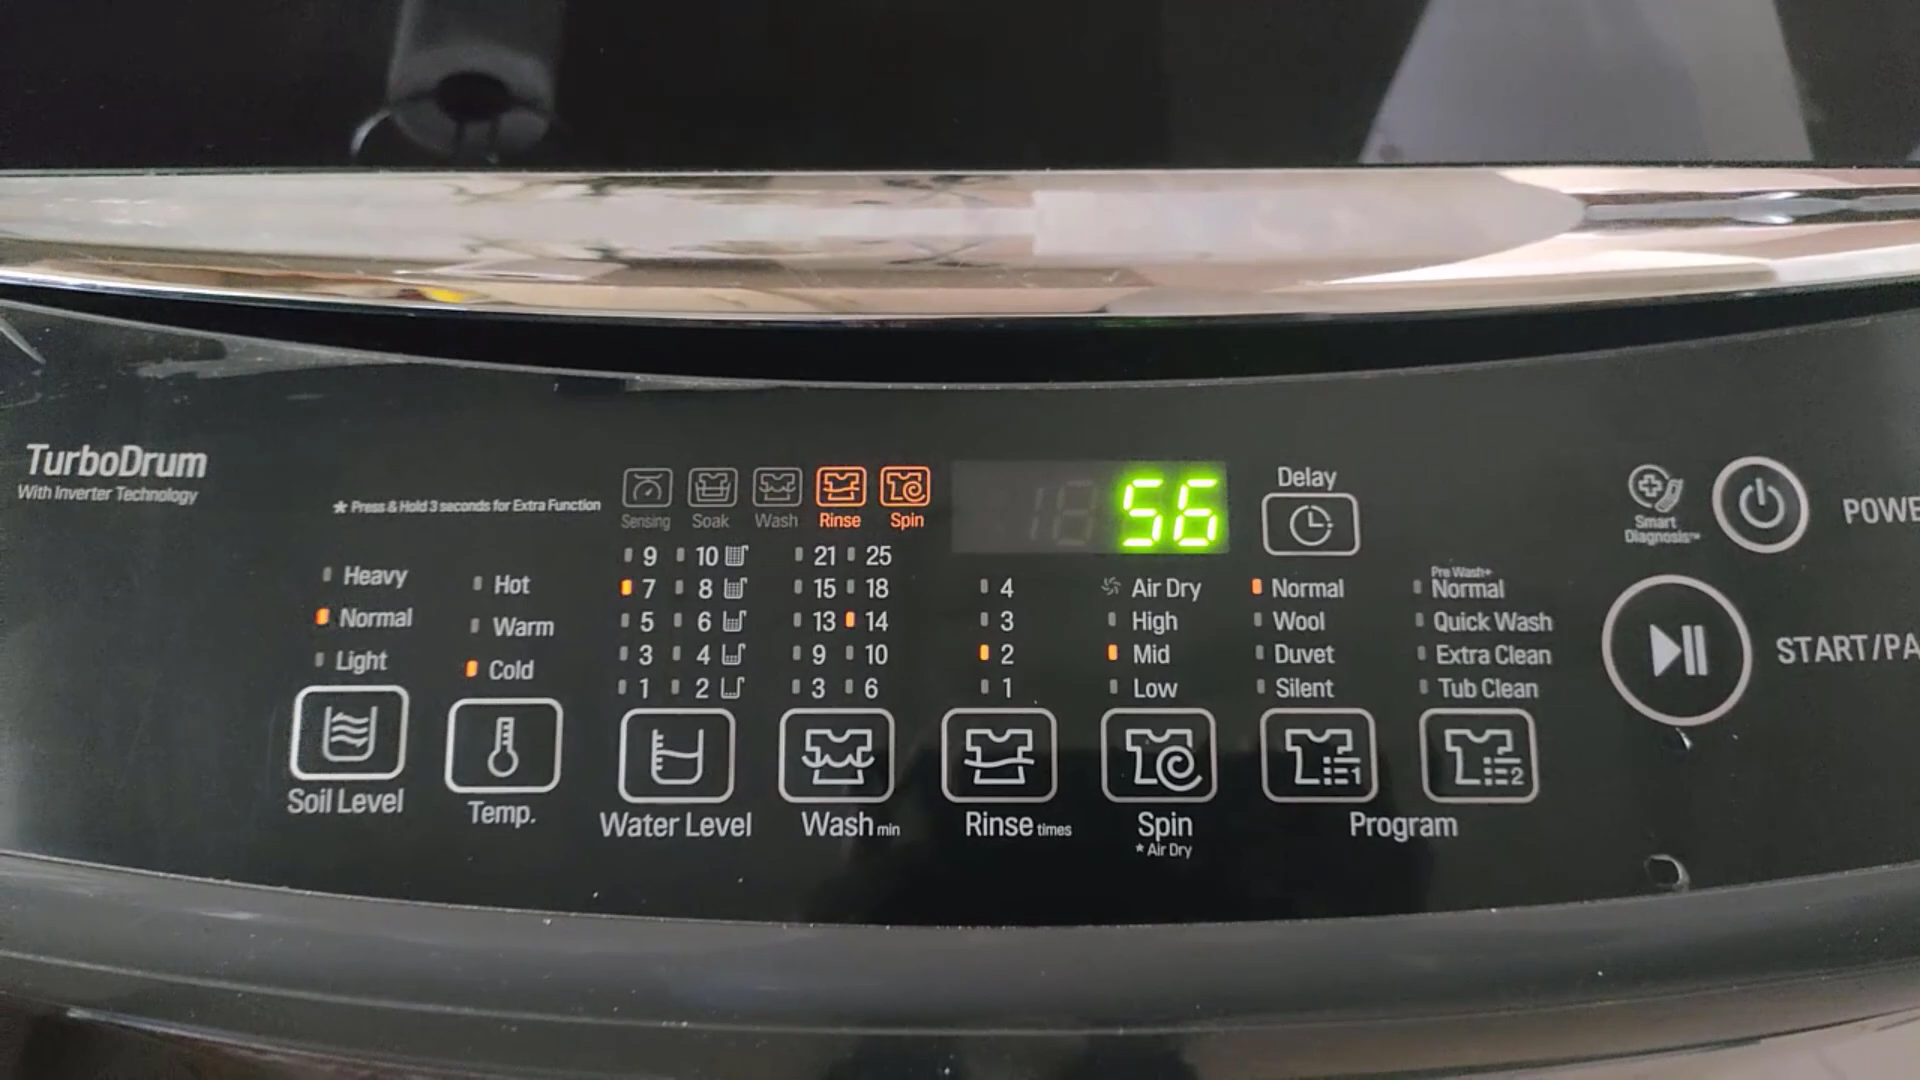 TurboDrum
With Inverter Technology
* Press & Hold 3 seconds for Extra Function
Sensing Soak Wash Rinse Spin
56
Delay
Smart
Diagnosis™
POWE
START/PA
Heavy
Normal
Light
Soil Level
Hot
Warm
Cold
Temp.
9 10
7 8
5 6
3 4
1 2
Water Level
21 25
15 18
13 14
9 10
3 6
Wash min
4
3
2
1
Rinse times
Air Dry
High
Mid
Low
Spin
* Air Dry
Normal
Wool
Duvet
Silent
1
Pre Wash+
Normal
Quick Wash
Extra Clean
Tub Clean
2
Program